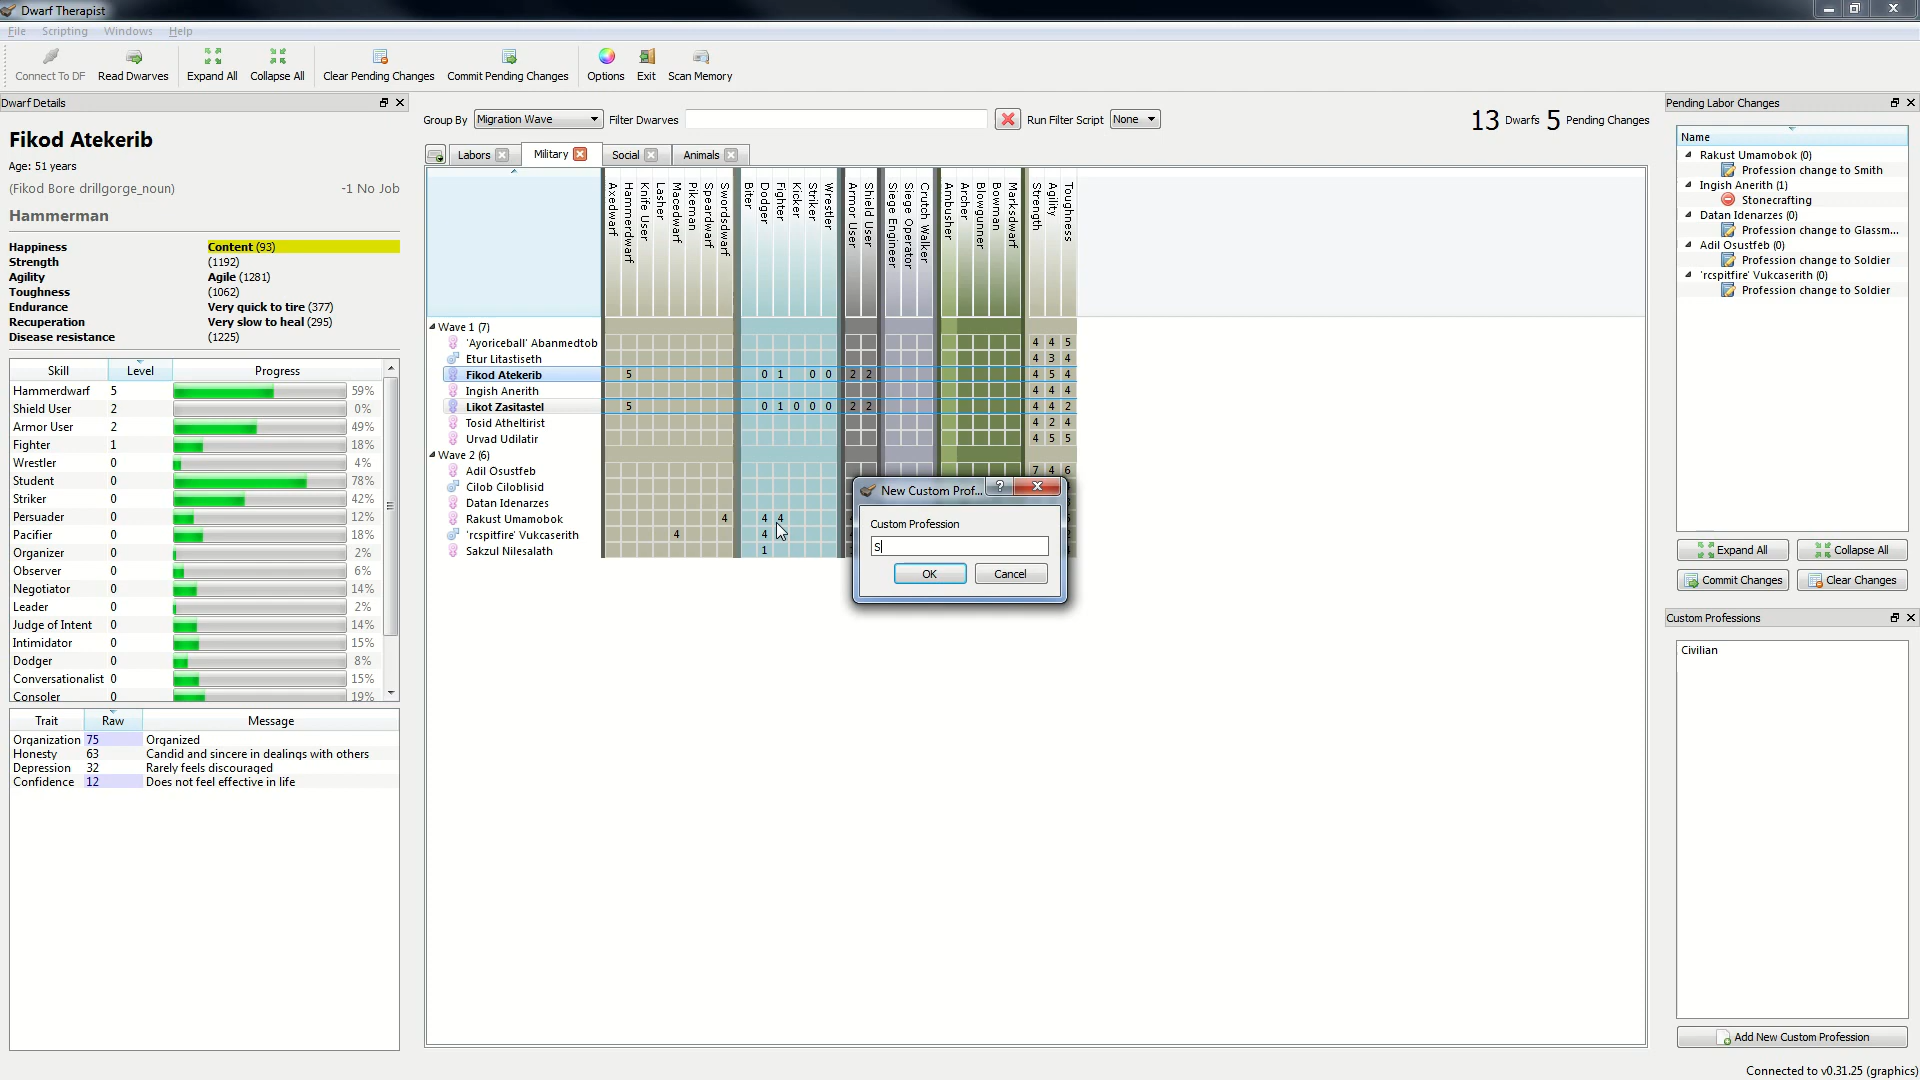 Dwarf Therapist
File Scripting Windows Help
Connect To DF Read Dwarves Expand All Collapse All Clear Pending Changes Commit Pending Changes Options Exit Scan Memory
Dwarf Details
Fikod Atekerib
Age: 51 years
(Fikod Bore drillgorge_noun) -1 No Job
Hammerman
Happiness Content (93)
Strength (1192)
Agility Agile (1281)
Toughness (1062)
Endurance Very quick to tire (377)
Recuperation Very slow to heal (295)
Disease resistance (1225)
Skill Level Progress
Hammerdwarf 5 59%
Shield User 2 0%
Armor User 2 49%
Fighter 1 18%
Wrestler 0 4%
Student 0 78%
Striker 0 42%
Persuader 0 12%
Pacifier 0 18%
Organizer 0 2%
Observer 0 6%
Negotiator 0 14%
Leader 0 2%
Judge of Intent 0 14%
Intimidator 0 15%
Dodger 0 8%
Conversationalist 0 15%
Consoler 0 19%
Trait Raw Message
Organization 75 Organized
Honesty 63 Candid and sincere in dealings with others
Depression 32 Rarely feels discouraged
Confidence 12 Does not feel effective in life
Group By Migration Wave Filter Dwarves Run Filter Script None 13 Dwarfs 5 Pending Changes
Labors Military Social Animals
Axedwarf
Hammerdwarf
Knife User
Lasher
Macedwarf
Pikeman
Speardwarf
Swordsdwarf
Biter
Dodger
Fighter
Kicker
Striker
Wrestler
Armor User
Shield User
Siege Engineer
Siege Operator
Crutch Walker
Ambusher
Archer
Blowgunner
Bowman
Marksdwarf
Strength
Agility
Toughness
Wave 1 (7)
'Ayoriceball' Abanmedtob 4 4 5
Etur Litastiseth 4 3 4
Fikod Atekerib 5 0 1 0 0 2 2 4 5 4
Ingish Anerith 4 4 4
Likot Zasitastel 5 0 1 0 0 0 2 2 4 4 2
Tosid Atheltirist 4 2 4
Urvad Udilatir 4 5 5
Wave 2 (6)
Adil Osustfeb 7 4 6
Cilob Ciloblisid
Datan Idenarzes
Rakust Umamobok 4 4 4
'rcspitfire' Vukcaserith 4 4
Sakzul Nilesalath 1
New Custom Prof...
Custom Profession
S
OK Cancel
Pending Labor Changes
Name
Rakust Umamobok (0)
Profession change to Smith
Ingish Anerith (1)
Stonecrafting
Datan Idenarzes (0)
Profession change to Glassm...
Adil Osustfeb (0)
Profession change to Soldier
'rcspitfire' Vukcaserith (0)
Profession change to Soldier
Expand All Collapse All
Commit Changes Clear Changes
Custom Professions
Civilian
Add New Custom Profession
Connected to v0.31.25 (graphics)